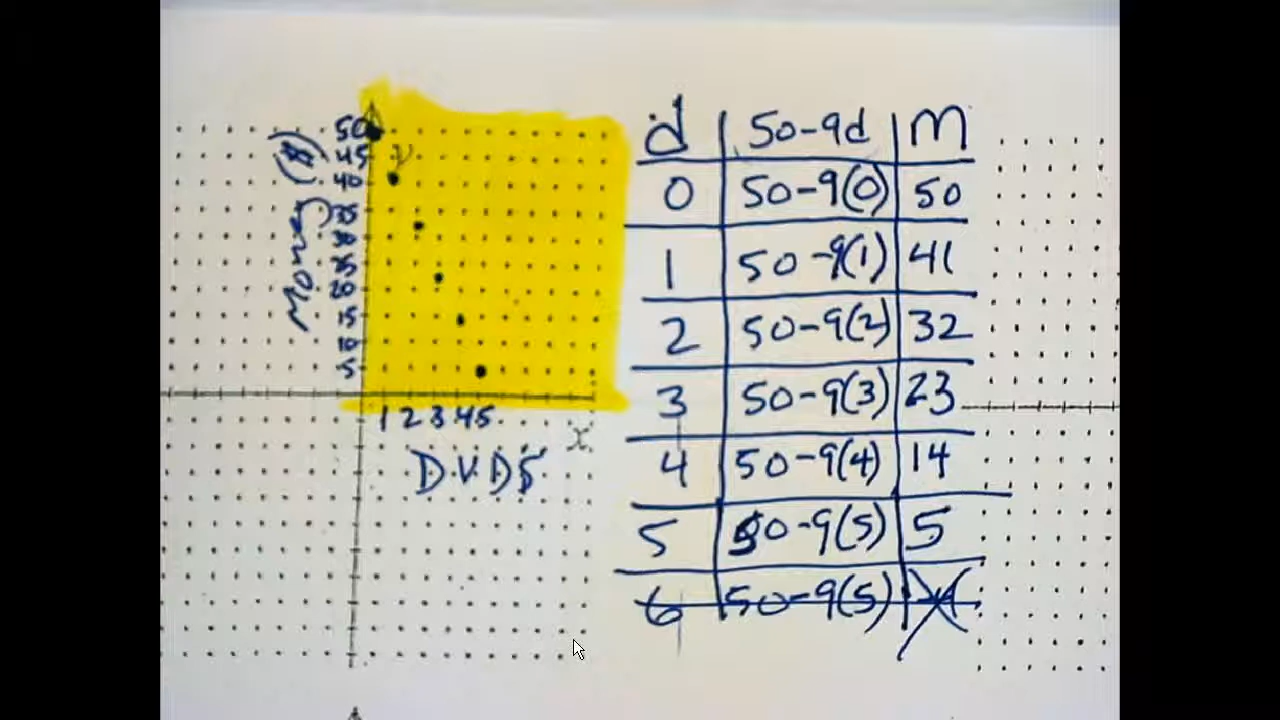 50
45
40
35
30
25
20
15
10
5
Money ($)
y
1 2 3 4 5
x
DVDS
d 50-9d m
0 50-9(0) 50
1 50-9(1) 41
2 50-9(2) 32
3 50-9(3) 23
4 50-9(4) 14
5 50-9(5) 5
6 50-9(5)